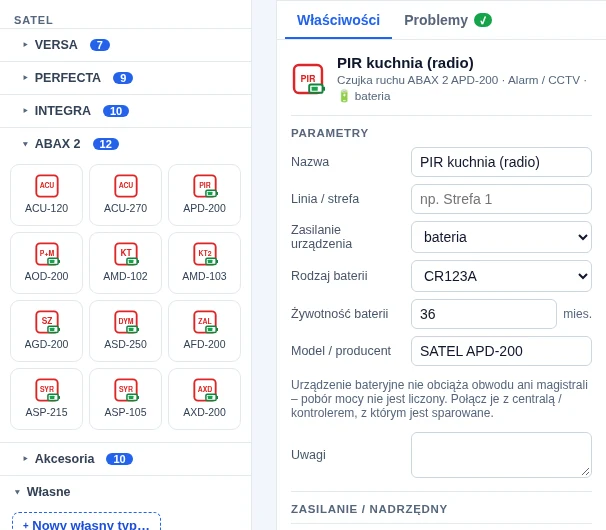 SATEL
VERSA 7
PERFECTA 9
INTEGRA 10
ABAX 2 12
ACU
ACU-120
ACU
ACU-270
PIR
APD-200
P+M
AOD-200
KT
AMD-102
KT2
AMD-103
SZ
AGD-200
DYM
ASD-250
ZAL
AFD-200
SYR
ASP-215
SYR
ASP-105
AXD
AXD-200
Akcesoria 10
Własne
+ Nowy własny typ…
Właściwości Problemy ✓
PIR
PIR kuchnia (radio)
Czujka ruchu ABAX 2 APD-200 · Alarm / CCTV ·
🔋 bateria
PARAMETRY
Nazwa PIR kuchnia (radio)
Linia / strefa np. Strefa 1
Zasilanie
urządzenia bateria
Rodzaj baterii CR123A
Żywotność baterii 36 mies.
Model / producent SATEL APD-200
Urządzenie bateryjne nie obciąża obwodu ani magistrali
– pobór mocy nie jest liczony. Połącz je z centralą /
kontrolerem, z którym jest sparowane.
Uwagi
ZASILANIE / NADRZĘDNY